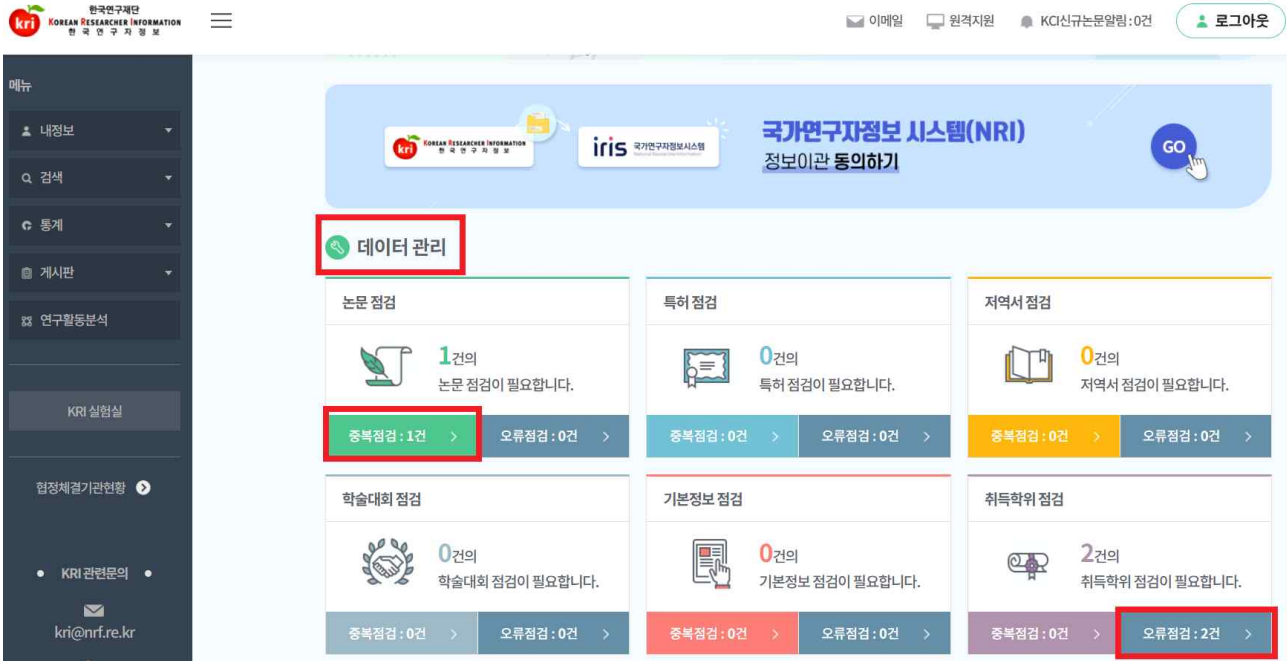 한국연구재단
kri KOREAN RESEARCHER INFORMATION
한 국 연 구 자 정 보
이메일
원격지원
KCI신규논문알림:0건
로그아웃
메뉴
내정보
검색
통계
게시판
연구활동분석
KRI 실험실
협정체결기관현황
KRI 관련문의
kri@nrf.re.kr
kri KOREAN RESEARCHER INFORMATION
한 국 연 구 자 정 보
iris 국가연구자정보시스템
국가연구자정보 시스템(NRI)
정보이관 동의하기
GO
데이터 관리
논문 점검
1건의
논문 점검이 필요합니다.
중복점검 : 1건
오류점검 : 0건
특허 점검
0건의
특허 점검이 필요합니다.
중복점검 : 0건
오류점검 : 0건
저역서 점검
0건의
저역서 점검이 필요합니다.
중복점검 : 0건
오류점검 : 0건
학술대회 점검
0건의
학술대회 점검이 필요합니다.
중복점검 : 0건
오류점검 : 0건
기본정보 점검
0건의
기본정보 점검이 필요합니다.
중복점검 : 0건
오류점검 : 0건
취득학위 점검
2건의
취득학위 점검이 필요합니다.
중복점검 : 0건
오류점검 : 2건